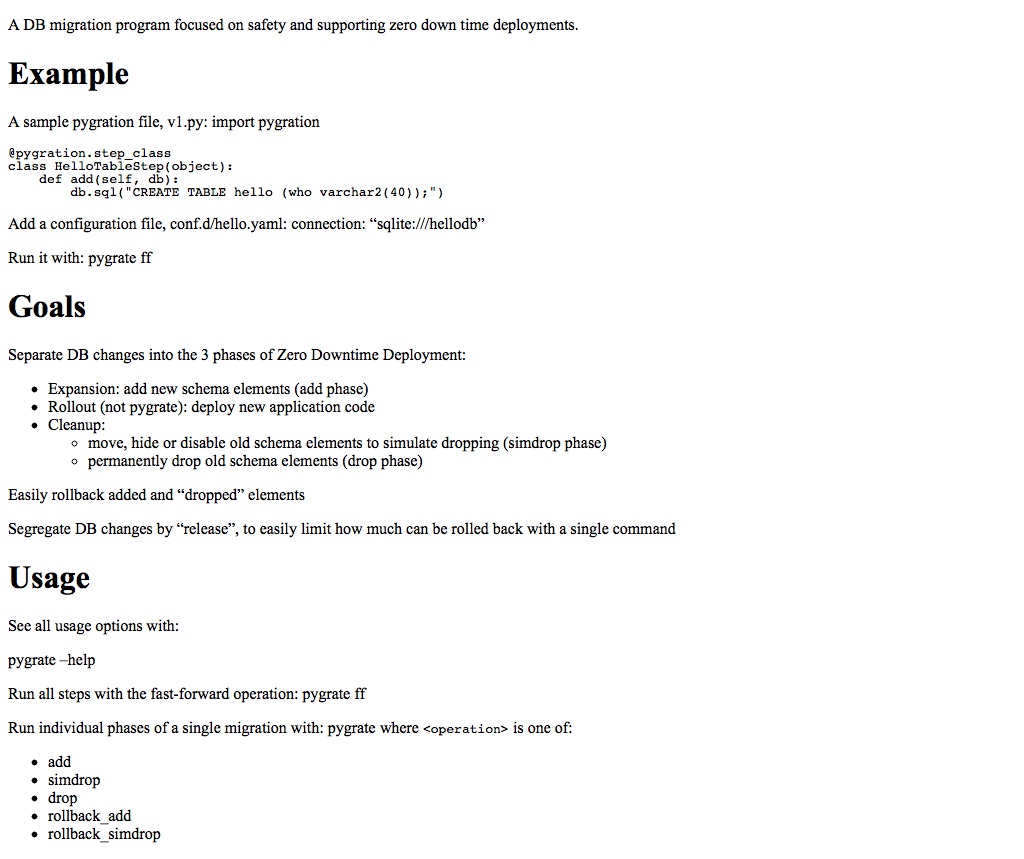 A DB migration program focused on safety and supporting zero down time deployments.
Example
A sample pygration file, v1.py: import pygration
@pygration.step_class
class HelloTableStep(object):
    def add(self, db):
        db.sql("CREATE TABLE hello (who varchar2(40));")
Add a configuration file, conf.d/hello.yaml: connection: “sqlite:///hellodb”
Run it with: pygrate ff
Goals
Separate DB changes into the 3 phases of Zero Downtime Deployment:
• Expansion: add new schema elements (add phase)
• Rollout (not pygrate): deploy new application code
• Cleanup:
◦ move, hide or disable old schema elements to simulate dropping (simdrop phase)
◦ permanently drop old schema elements (drop phase)
Easily rollback added and “dropped” elements
Segregate DB changes by “release”, to easily limit how much can be rolled back with a single command
Usage
See all usage options with:
pygrate –help
Run all steps with the fast-forward operation: pygrate ff
Run individual phases of a single migration with: pygrate where <operation> is one of:
• add
• simdrop
• drop
• rollback_add
• rollback_simdrop